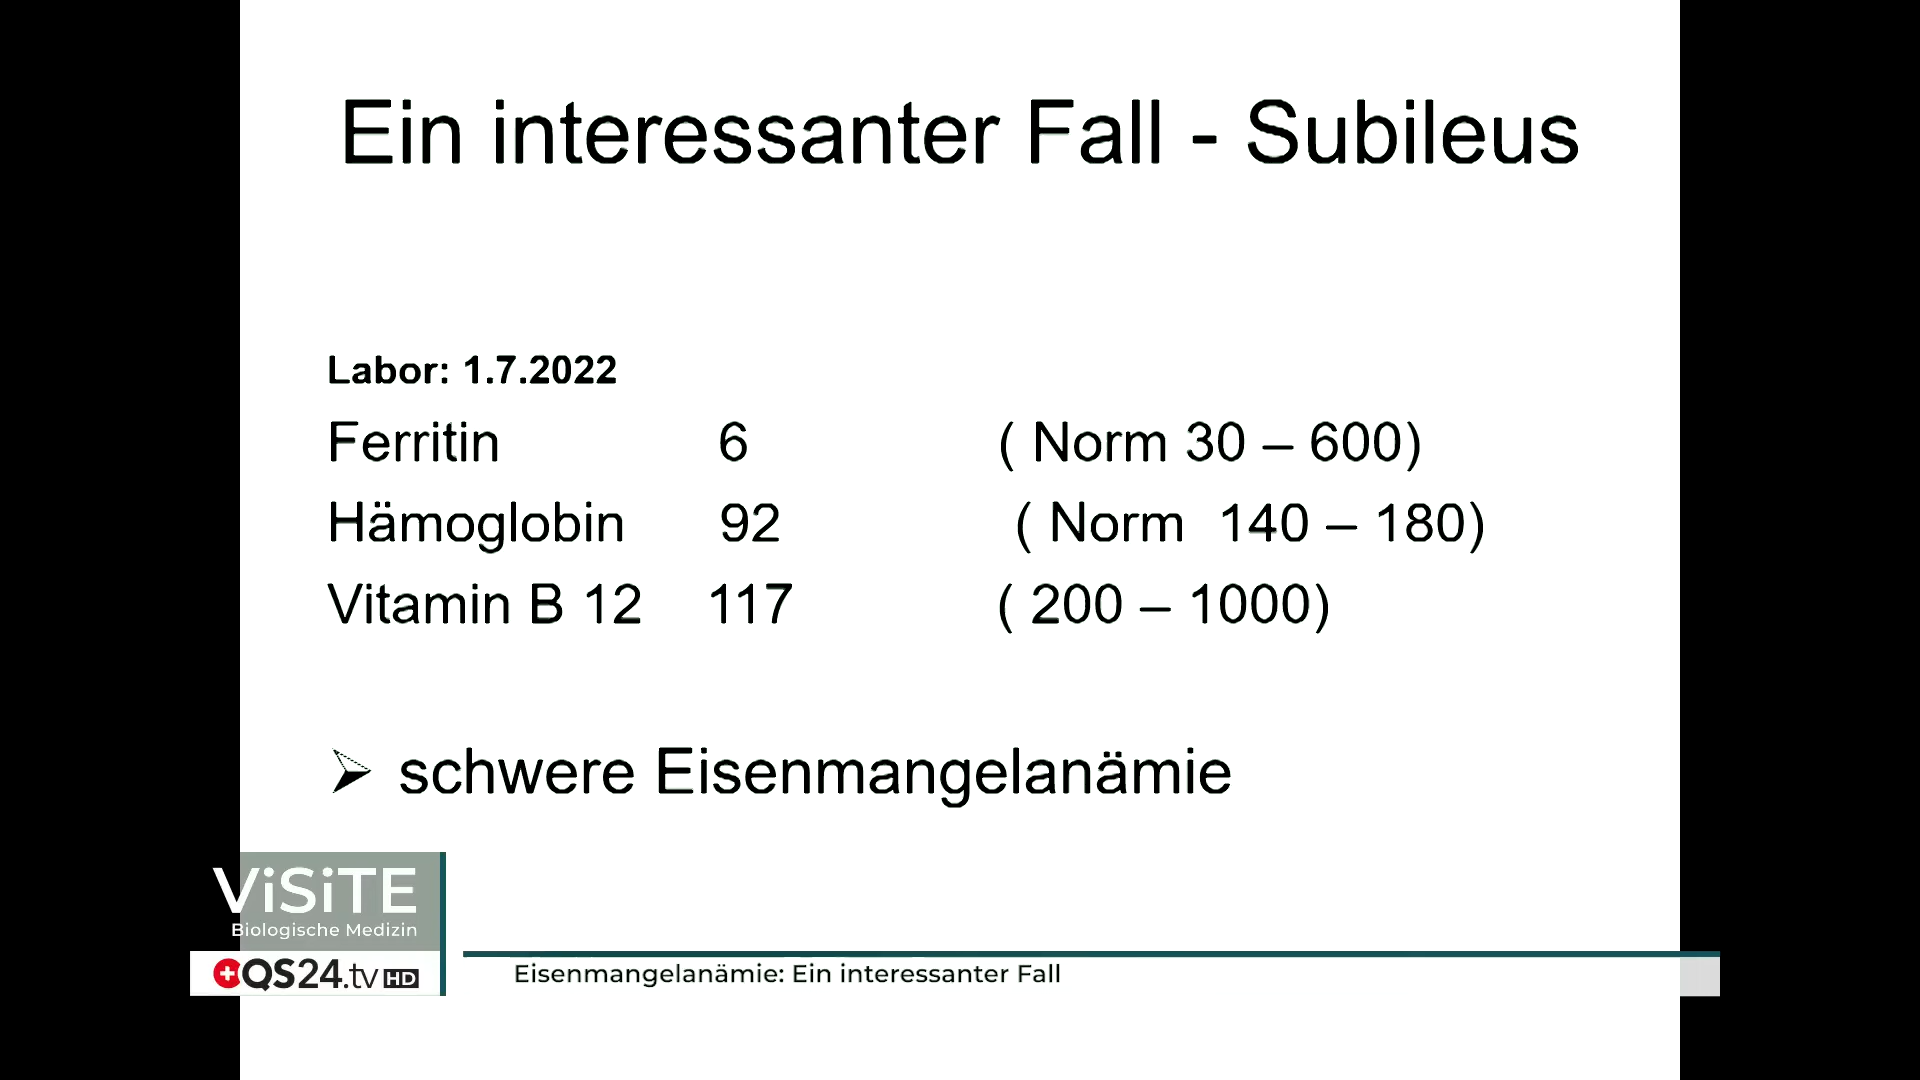 Ein interessanter Fall - Subileus
Labor: 1.7.2022
Ferritin 6 ( Norm 30 – 600)
Hämoglobin 92 ( Norm 140 – 180)
Vitamin B 12 117 ( 200 – 1000)
➢ schwere Eisenmangelanämie
ViSiTE
Biologische Medizin
QS24.tv HD
Eisenmangelanämie: Ein interessanter Fall